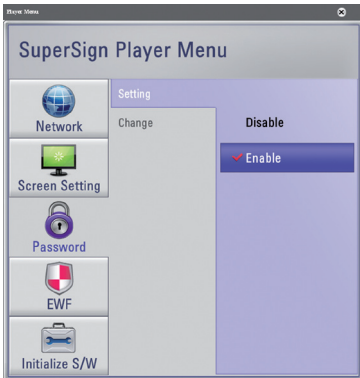 Player Menu
SuperSign Player Menu
Network
Screen Setting
Password
EWF
Initialize S/W
Setting
Change
Disable
Enable